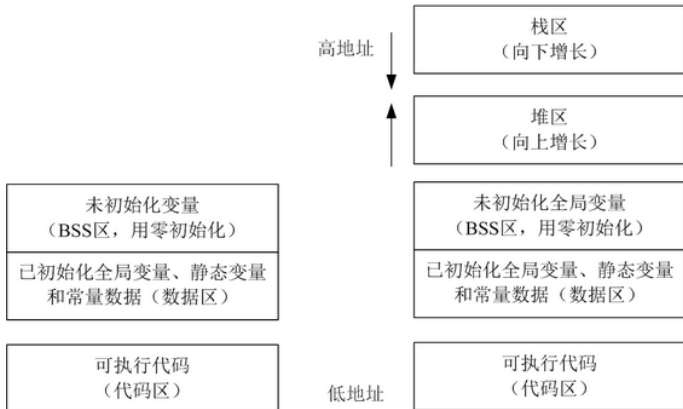 栈区
（向下增长）
高地址
堆区
（向上增长）
未初始化变量
（BSS区，用零初始化）
已初始化全局变量、静态变量
和常量数据（数据区）
可执行代码
（代码区）
未初始化全局变量
（BSS区，用零初始化）
已初始化全局变量、静态变量
和常量数据（数据区）
可执行代码
（代码区）
低地址